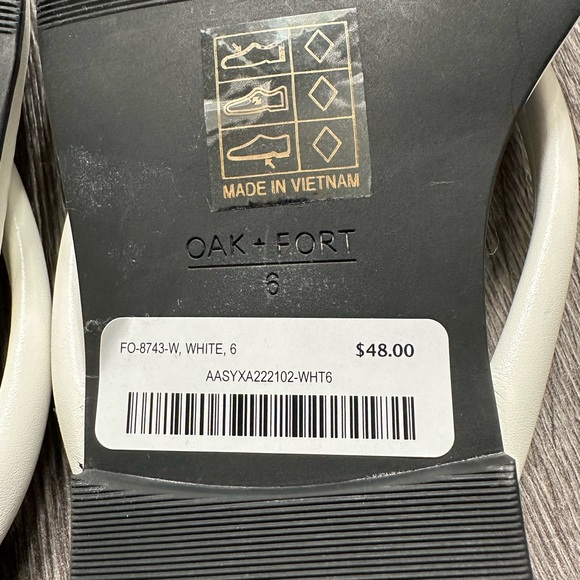 MADE IN VIETNAM
OAK + FORT
6
FO-8743-W, WHITE, 6 $48.00
AASYXA222102-WHT6